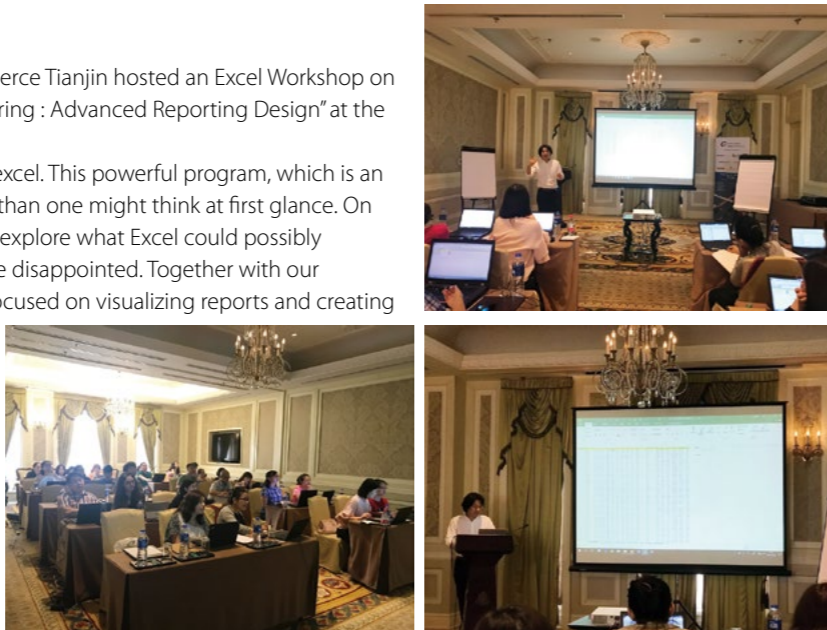 erce Tianjin hosted an Excel Workshop on
ring : Advanced Reporting Design” at the
excel. This powerful program, which is an
than one might think at first glance. On
explore what Excel could possibly
e disappointed. Together with our
ocused on visualizing reports and creating